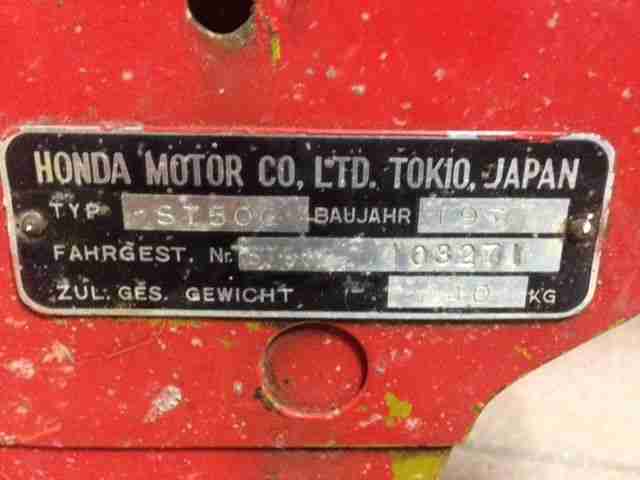 HONDA MOTOR CO., LTD. TOKIO, JAPAN
TYP ST50G BAUJAHR
FAHRGEST. Nr. 103271
ZUL. GES. GEWICHT KG